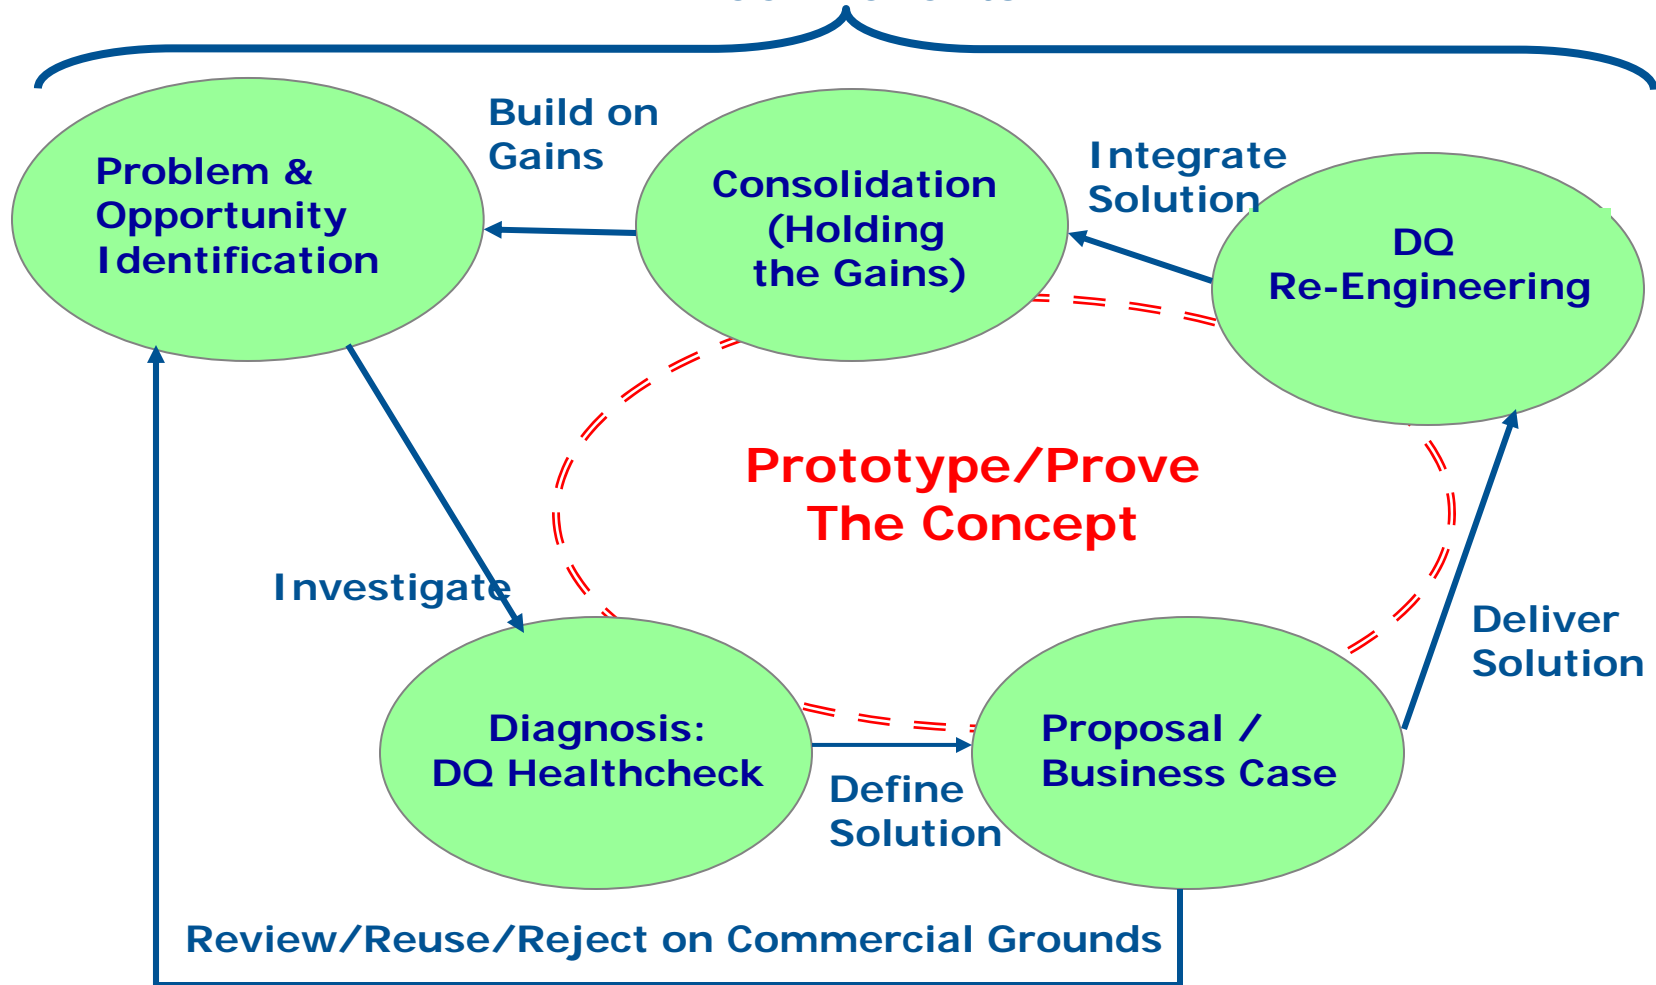 Build on
Gains
Problem &
Opportunity
Identification
Consolidation
(Holding
the Gains)
Integrate
Solution
DQ
Re-Engineering
Prototype/Prove
The Concept
Investigate
Deliver
Solution
Diagnosis:
DQ Healthcheck
Define
Solution
Proposal /
Business Case
Review/Reuse/Reject on Commercial Grounds